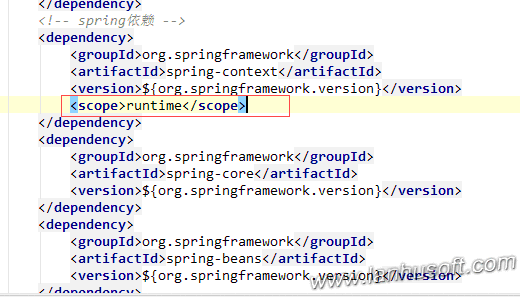 </dependency>
<!-- spring依赖 -->
<dependency>
<groupId>org.springframework</groupId>
<artifactId>spring-context</artifactId>
<version>${org.springframework.version}</version>
<scope>runtime</scope>
</dependency>
<dependency>
<groupId>org.springframework</groupId>
<artifactId>spring-core</artifactId>
<version>${org.springframework.version}</version>
</dependency>
<dependency>
<groupId>org.springframework</groupId>
<artifactId>spring-beans</artifactId>
<version>${org.springframework.version}</version>
</dependency>
www.lanhusoft.com